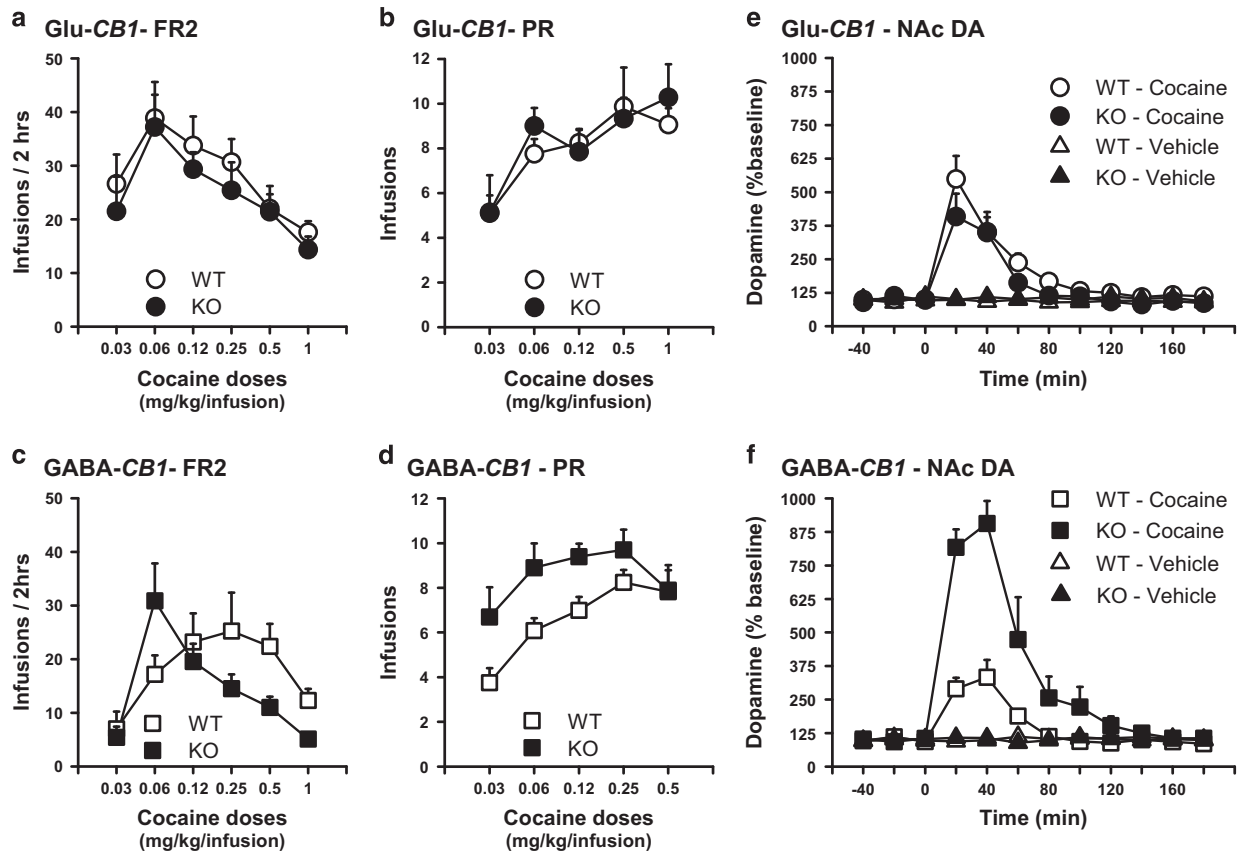 a Glu-CB1- FR2
50
40
30
20
10
0
Infusions / 2 hrs
WT
KO
0.03 0.06 0.12 0.25 0.5 1
Cocaine doses
(mg/kg/infusion)
b Glu-CB1- PR
12
10
8
6
4
2
0
Infusions
WT
KO
0.03 0.06 0.12 0.5 1
Cocaine doses
(mg/kg/infusion)
e Glu-CB1 - NAc DA
1000
875
750
625
500
375
250
125
0
Dopamine (%baseline)
WT - Cocaine
KO - Cocaine
WT - Vehicle
KO - Vehicle
-40 0 40 80 120 160
Time (min)
c GABA-CB1- FR2
50
40
30
20
10
0
Infusions / 2hrs
WT
KO
0.03 0.06 0.12 0.25 0.5 1
Cocaine doses
(mg/kg/infusion)
d GABA-CB1 - PR
12
10
8
6
4
2
0
Infusions
WT
KO
0.03 0.06 0.12 0.25 0.5
Cocaine doses
(mg/kg/infusion)
f GABA-CB1 - NAc DA
1000
875
750
625
500
375
250
125
0
Dopamine (% baseline)
WT - Cocaine
KO - Cocaine
WT - Vehicle
KO - Vehicle
-40 0 40 80 120 160
Time (min)